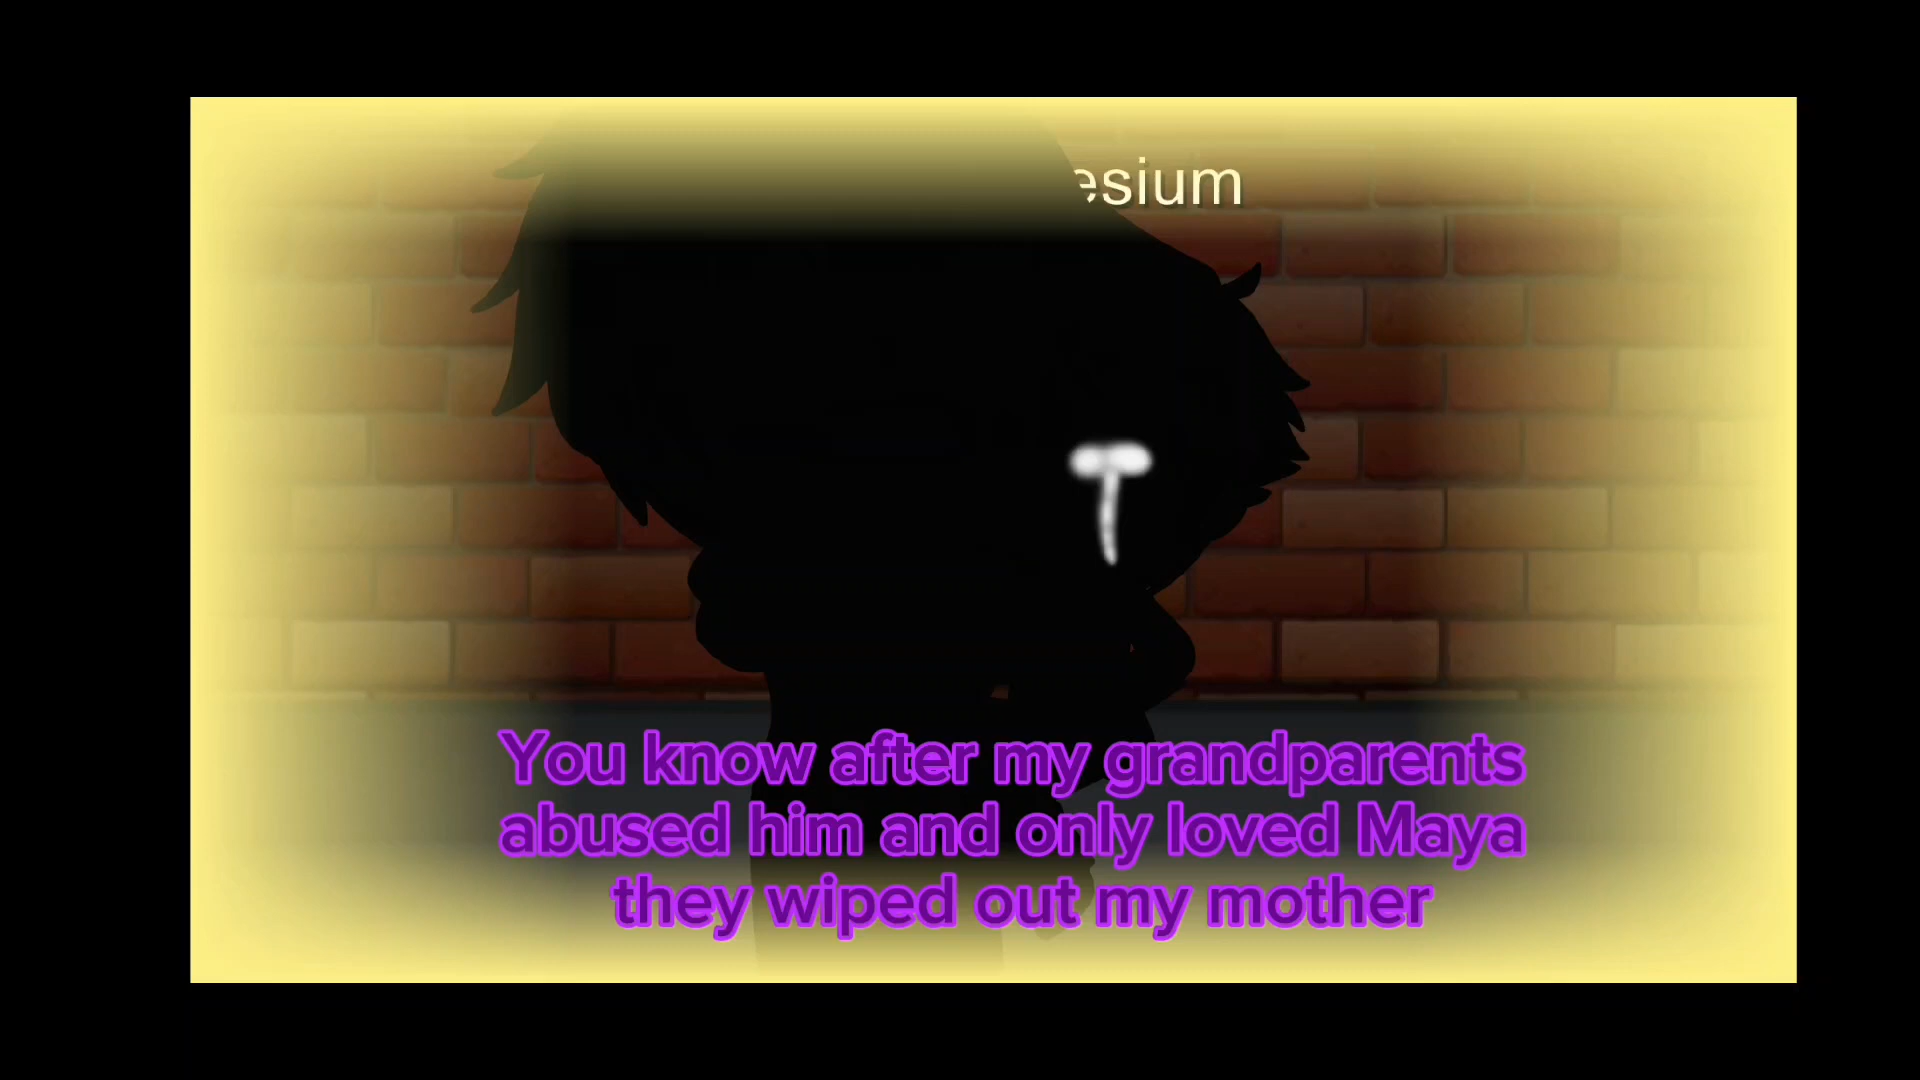 esium
You know after my grandparents
abused him and only loved Maya
they wiped out my mother